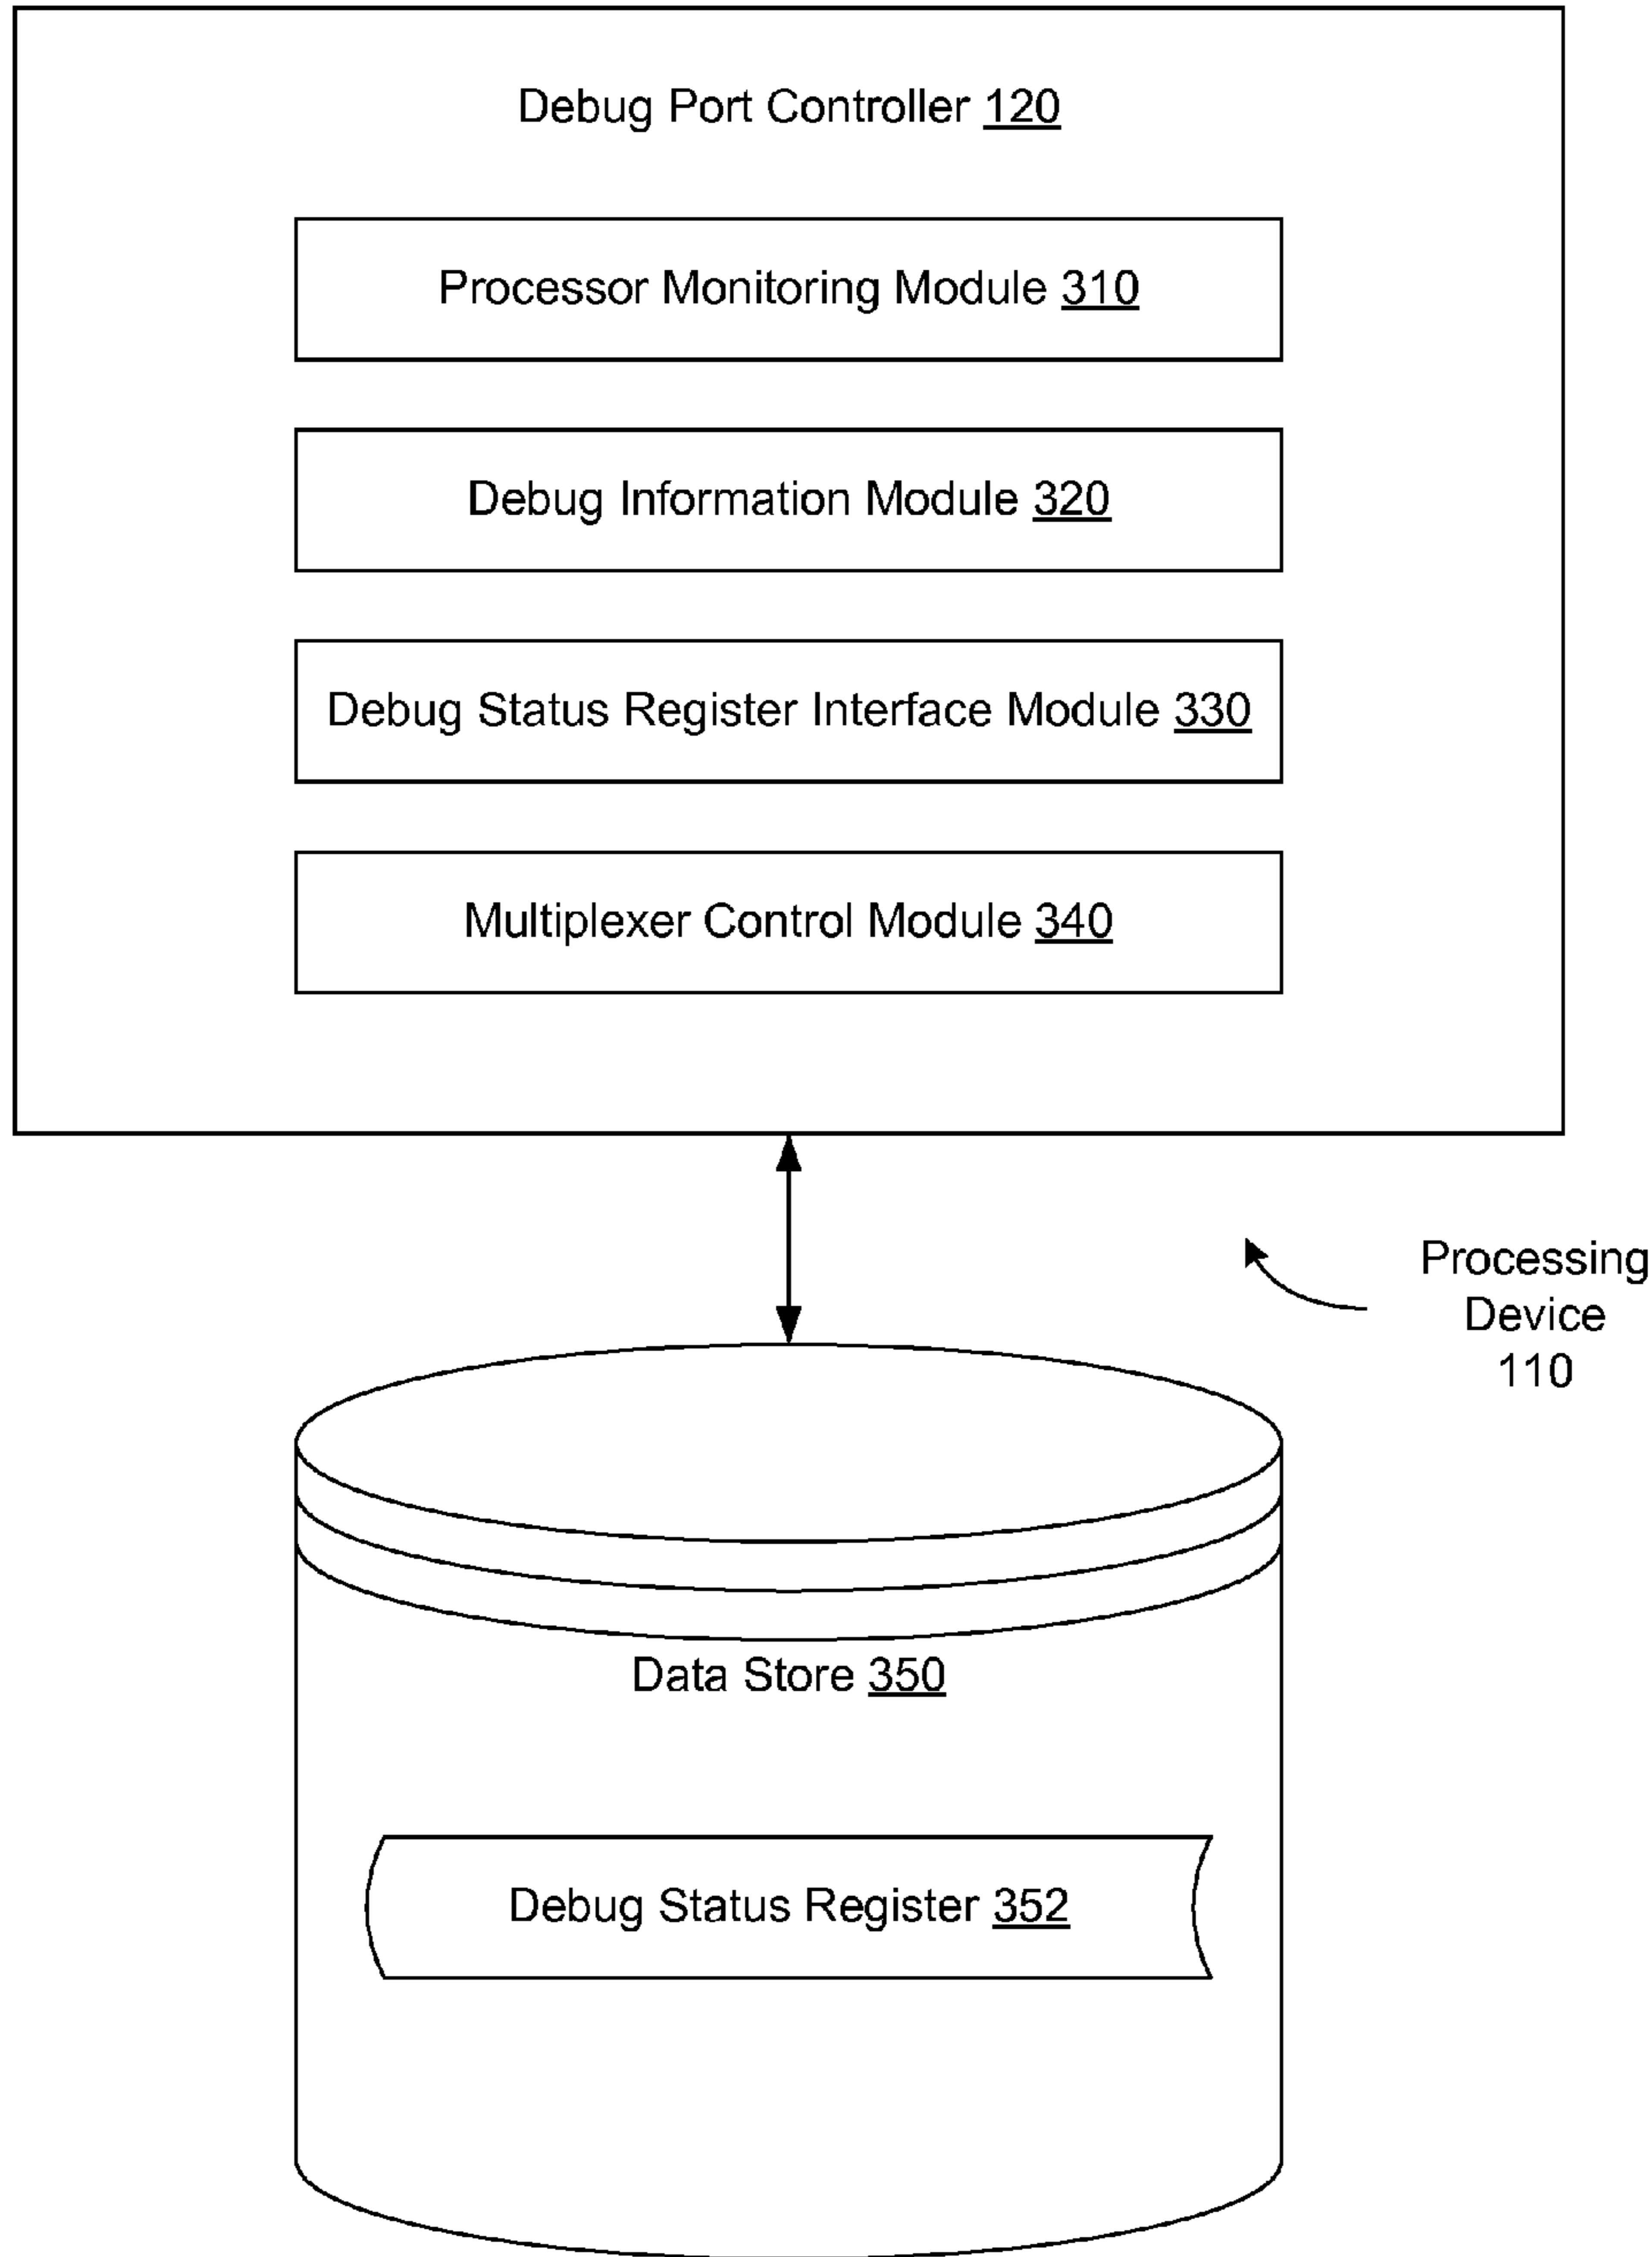 Debug Port Controller 120
Processor Monitoring Module 310
Debug Information Module 320
Debug Status Register Interface Module 330
Multiplexer Control Module 340
Processing
Device
110
Data Store 350
Debug Status Register 352